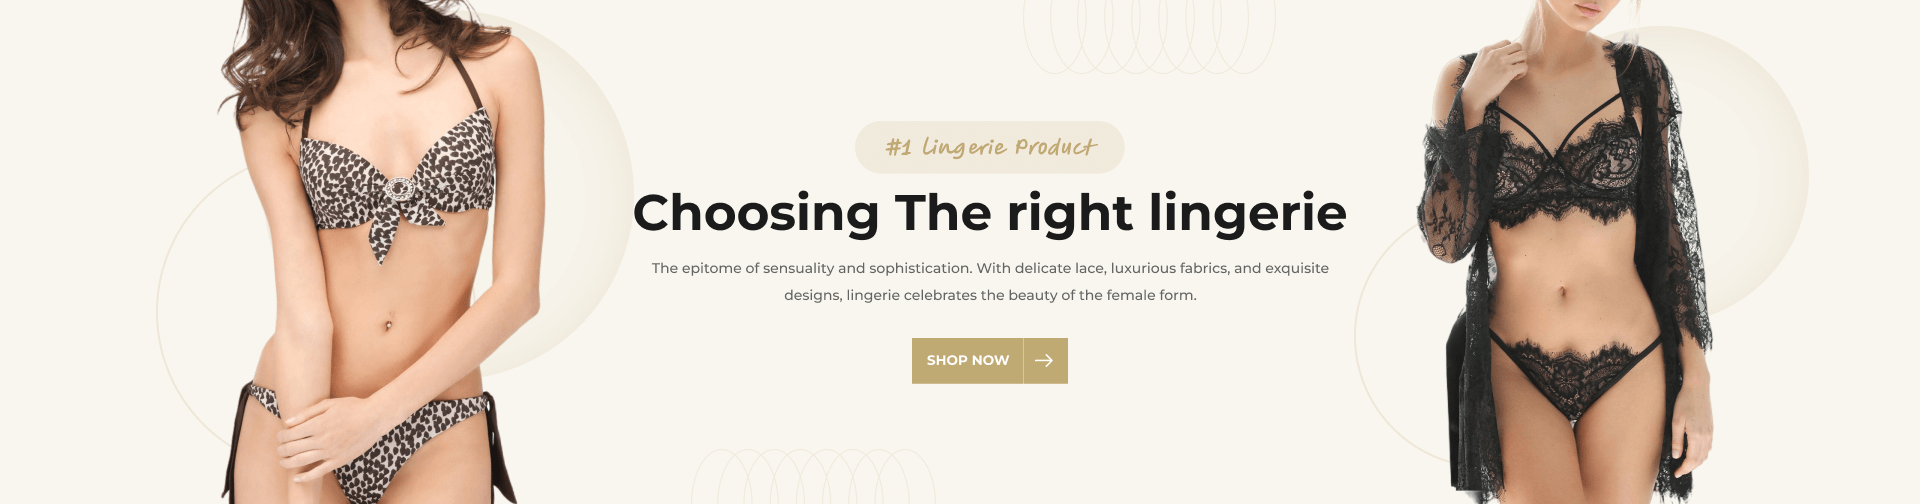 #1 Lingerie Product
Choosing The right lingerie
The epitome of sensuality and sophistication. With delicate lace, luxurious fabrics, and exquisite
designs, lingerie celebrates the beauty of the female form.
SHOP NOW